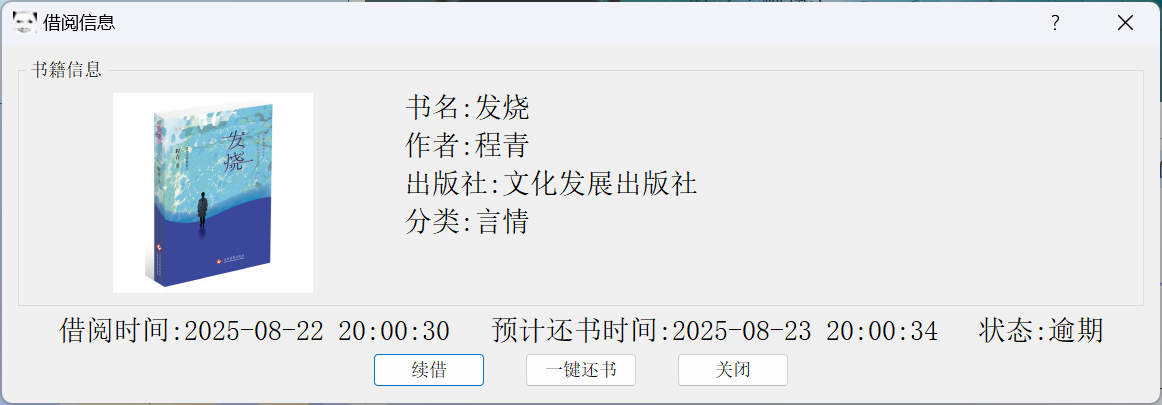 借阅信息
?
书籍信息
发烧
程青
书名:发烧
作者:程青
出版社:文化发展出版社
分类:言情
借阅时间:2025-08-22 20:00:30 预计还书时间:2025-08-23 20:00:34 状态:逾期
续借 一键还书 关闭